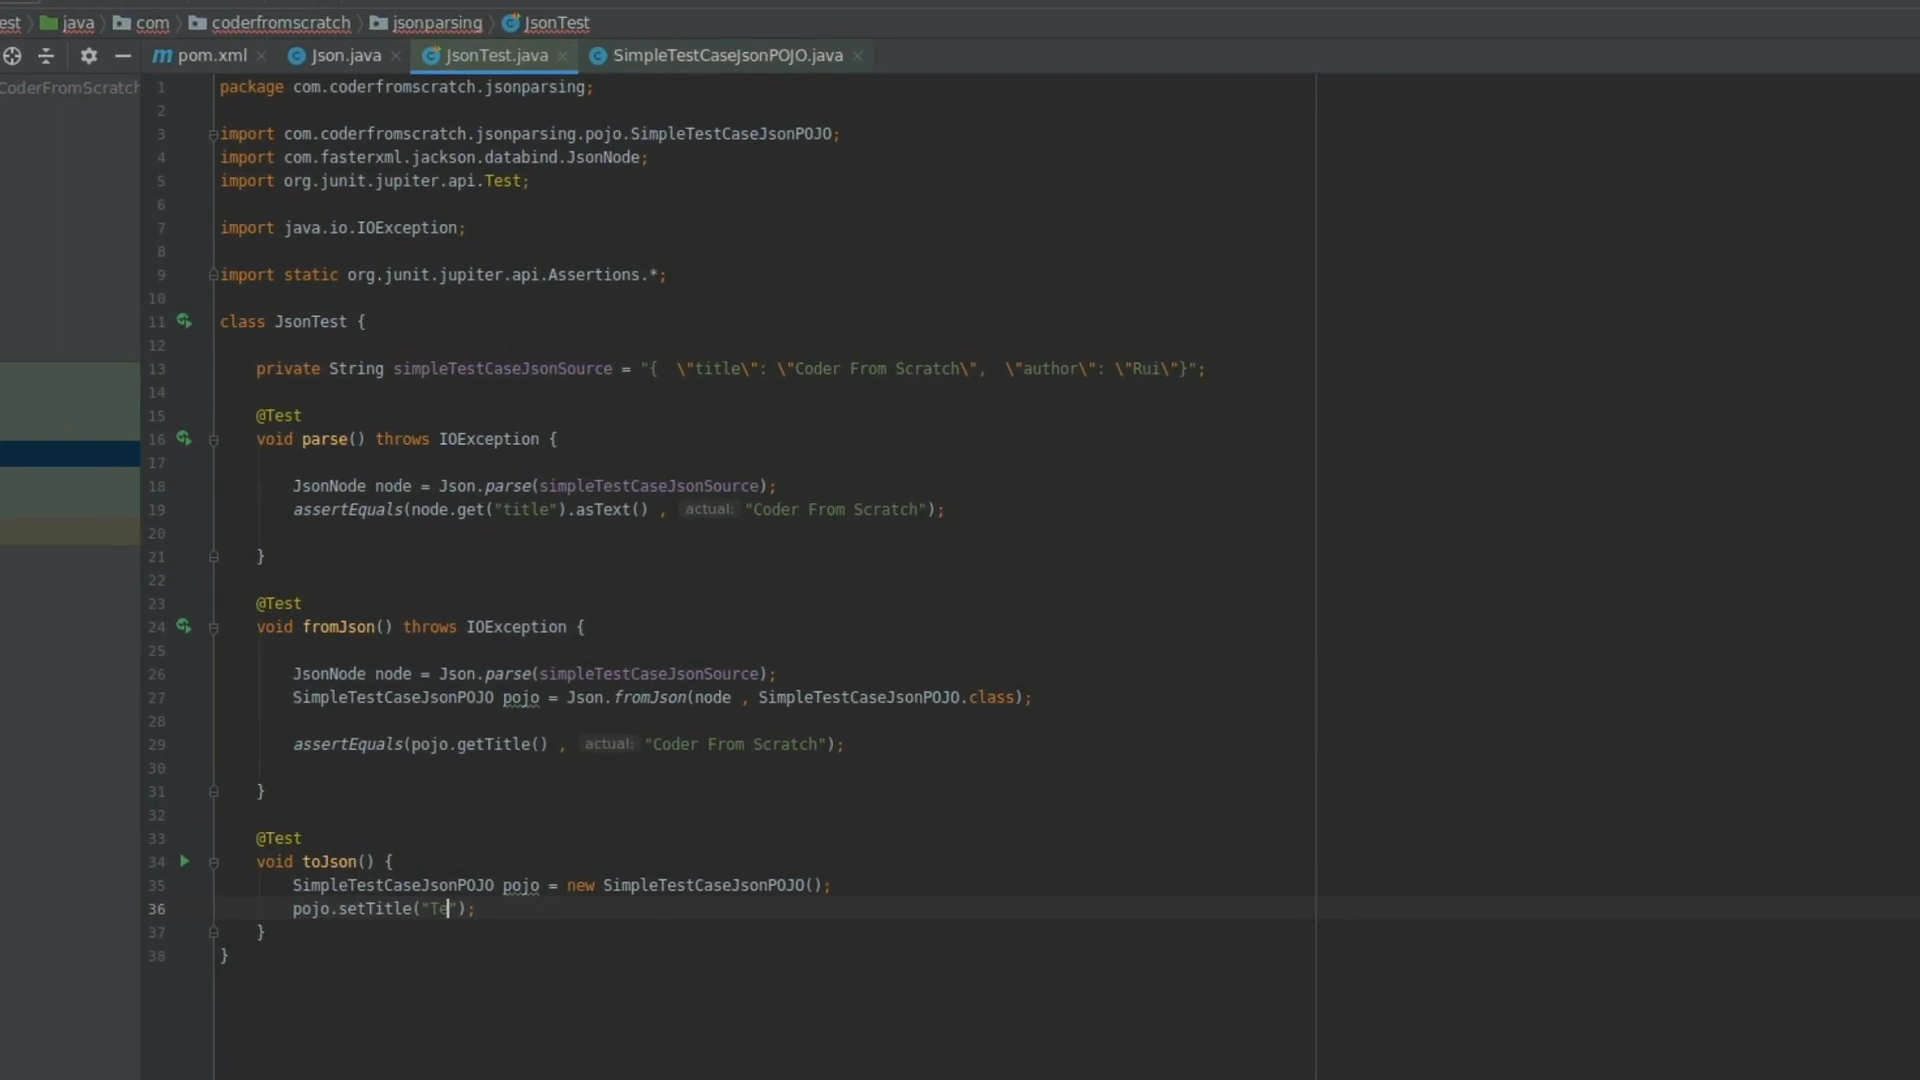 est java com coderfromscratch jsonparsing JsonTest
pom.xml Json.java JsonTest.java SimpleTestCaseJsonPOJO.java
CoderFromScratch
1 package com.coderfromscratch.jsonparsing;
2
3 import com.coderfromscratch.jsonparsing.pojo.SimpleTestCaseJsonPOJO;
4 import com.fasterxml.jackson.databind.JsonNode;
5 import org.junit.jupiter.api.Test;
6
7 import java.io.IOException;
8
9 import static org.junit.jupiter.api.Assertions.*;
10
11 class JsonTest {
12
13 private String simpleTestCaseJsonSource = "{  \"title\": \"Coder From Scratch\",  \"author\": \"Rui\"}";
14
15 @Test
16 void parse() throws IOException {
17
18 JsonNode node = Json.parse(simpleTestCaseJsonSource);
19 assertEquals(node.get("title").asText() , actual: "Coder From Scratch");
20
21 }
22
23 @Test
24 void fromJson() throws IOException {
25
26 JsonNode node = Json.parse(simpleTestCaseJsonSource);
27 SimpleTestCaseJsonPOJO pojo = Json.fromJson(node , SimpleTestCaseJsonPOJO.class);
28
29 assertEquals(pojo.getTitle() , actual: "Coder From Scratch");
30
31 }
32
33 @Test
34 void toJson() {
35 SimpleTestCaseJsonPOJO pojo = new SimpleTestCaseJsonPOJO();
36 pojo.setTitle("Te");
37 }
38 }